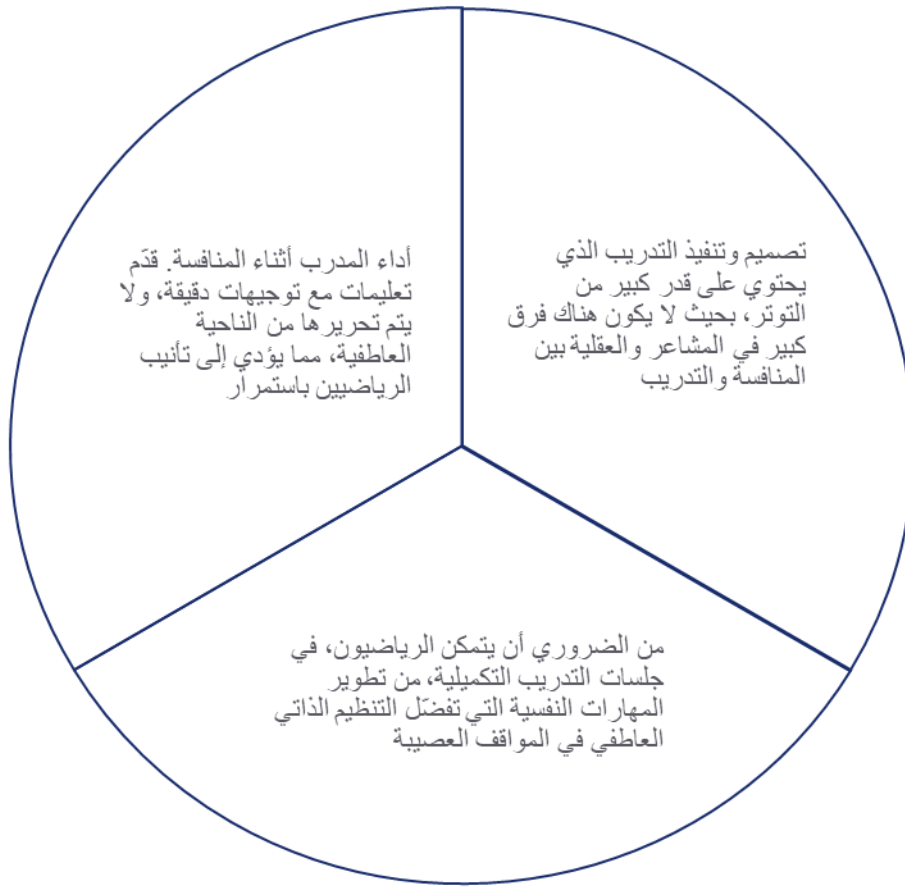 تصميم وتنفيذ التدريب الذي
يحتوي على قدر كبير من
التوتر، بحيث لا يكون هناك فرق
كبير في المشاعر والعقلية بين
المنافسة والتدريب
أداء المدرب أثناء المنافسة. قدّم
تعليمات مع توجيهات دقيقة، ولا
يتم تحريرها من الناحية
العاطفية، مما يؤدي إلى تأنيب
الرياضيين باستمرار
من الضروري أن يتمكن الرياضيون، في
جلسات التدريب التكميلية، من تطوير
المهارات النفسية التي تفضّل التنظيم الذاتي
العاطفي في المواقف العصيبة